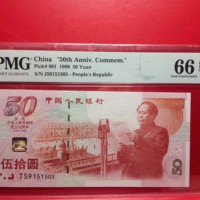 PMG
China "50th Anniv. Commem."
Pick# 891 1999 50 Yuan
S/N J59151505 - People's Republic
66
50
中国人民银行
伍拾圆
J59151505
50